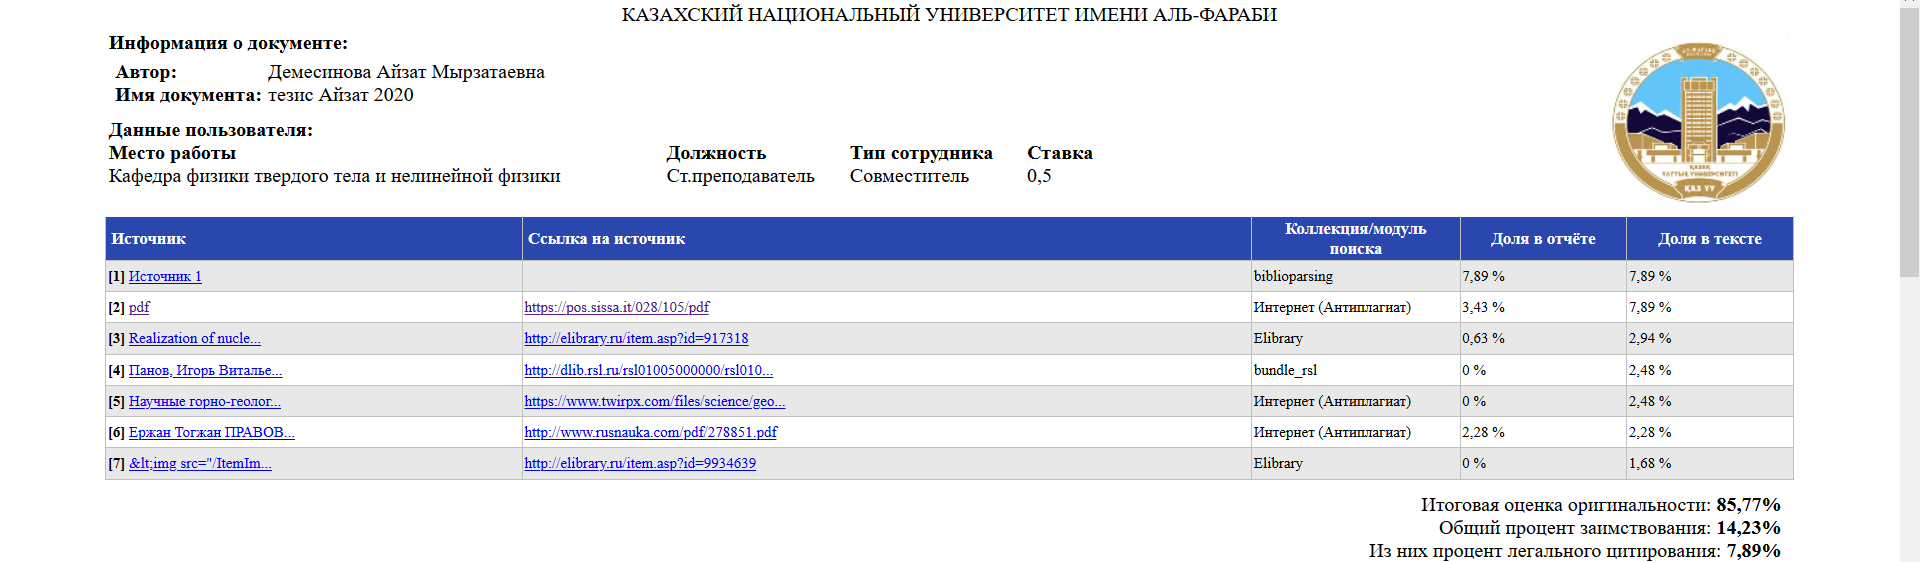 КАЗАХСКИЙ НАЦИОНАЛЬНЫЙ УНИВЕРСИТЕТ ИМЕНИ АЛЬ-ФАРАБИ
Информация о документе:
Автор: Демесинова Айзат Мырзатаевна
Имя документа: тезис Айзат 2020
Данные пользователя:
Место работы Должность Тип сотрудника Ставка
Кафедра физики твердого тела и нелинейной физики Ст.преподаватель Совместитель 0,5
Источник Ссылка на источник Коллекция/модуль поиска Доля в отчёте Доля в тексте
[1] Источник 1 biblioparsing 7,89 % 7,89 %
[2] pdf https://pos.sissa.it/028/105/pdf Интернет (Антиплагиат) 3,43 % 7,89 %
[3] Realization of nucle... http://elibrary.ru/item.asp?id=917318 Elibrary 0,63 % 2,94 %
[4] Панов, Игорь Виталье... http://dlib.rsl.ru/rsl01005000000/rsl010... bundle_rsl 0 % 2,48 %
[5] Научные горно-геолог... https://www.twirpx.com/files/science/geo... Интернет (Антиплагиат) 0 % 2,48 %
[6] Ержан Тогжан ПРАВОВ... http://www.rusnauka.com/pdf/278851.pdf Интернет (Антиплагиат) 2,28 % 2,28 %
[7] &lt;img src="/ItemIm... http://elibrary.ru/item.asp?id=9934639 Elibrary 0 % 1,68 %
Итоговая оценка оригинальности: 85,77%
Общий процент заимствования: 14,23%
Из них процент легального цитирования: 7,89%
ҚАЗАҚ
ҰЛТТЫҚ УНИВЕРСИТЕТІ
ҚАЗ ҰУ